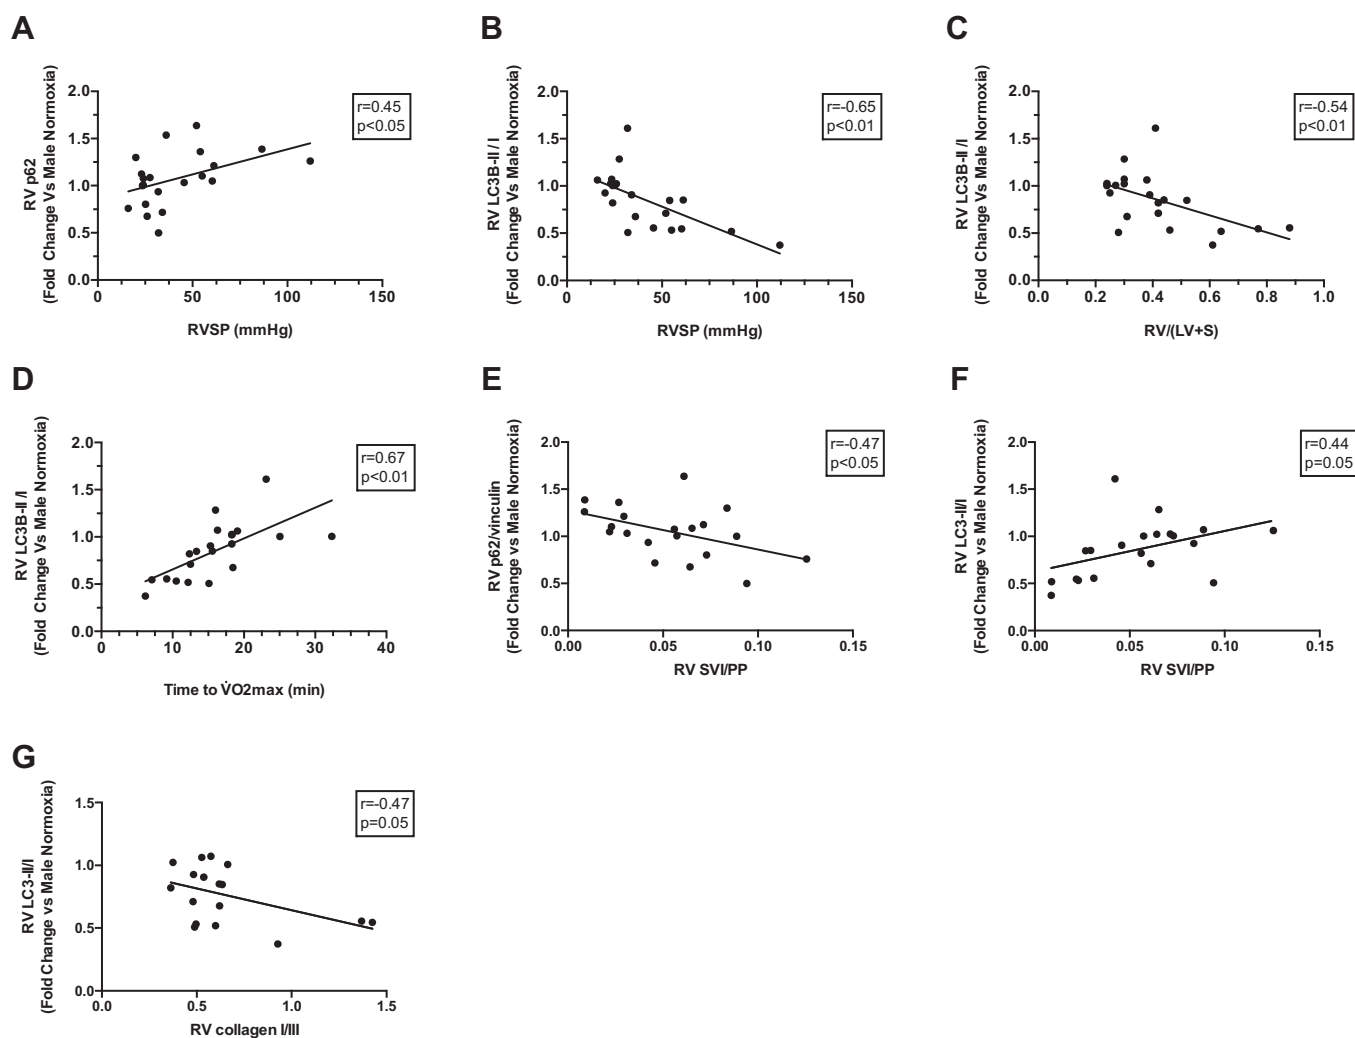 A
RV p62
(Fold Change Vs Male Normoxia)
2.0
1.5
1.0
0.5
0.0
0
50
100
150
RVSP (mmHg)
r=0.45
p<0.05
B
RV LC3B-II / I
(Fold Change Vs Male Normoxia)
2.0
1.5
1.0
0.5
0.0
0
50
100
150
RVSP (mmHg)
r=-0.65
p<0.01
C
RV LC3B-II /I
(Fold Change Vs Male Normoxia)
2.0
1.5
1.0
0.5
0.0
0.0
0.2
0.4
0.6
0.8
1.0
RV/(LV+S)
r=-0.54
p<0.01
D
RV LC3B-II /I
(Fold Change Vs Male Normoxia)
2.0
1.5
1.0
0.5
0.0
0
10
20
30
40
Time to V̇O2max (min)
r=0.67
p<0.01
E
RV p62/vinculin
(Fold Change vs Male Normoxia)
2.0
1.5
1.0
0.5
0.0
0.00
0.05
0.10
0.15
RV SVI/PP
r=-0.47
p<0.05
F
RV LC3-II/I
(Fold Change vs Male Normoxia)
2.0
1.5
1.0
0.5
0.0
0.00
0.05
0.10
0.15
RV SVI/PP
r=0.44
p=0.05
G
RV LC3-II/I
(Fold Change vs Male Normoxia)
1.5
1.0
0.5
0.0
0.0
0.5
1.0
1.5
RV collagen I/III
r=-0.47
p=0.05